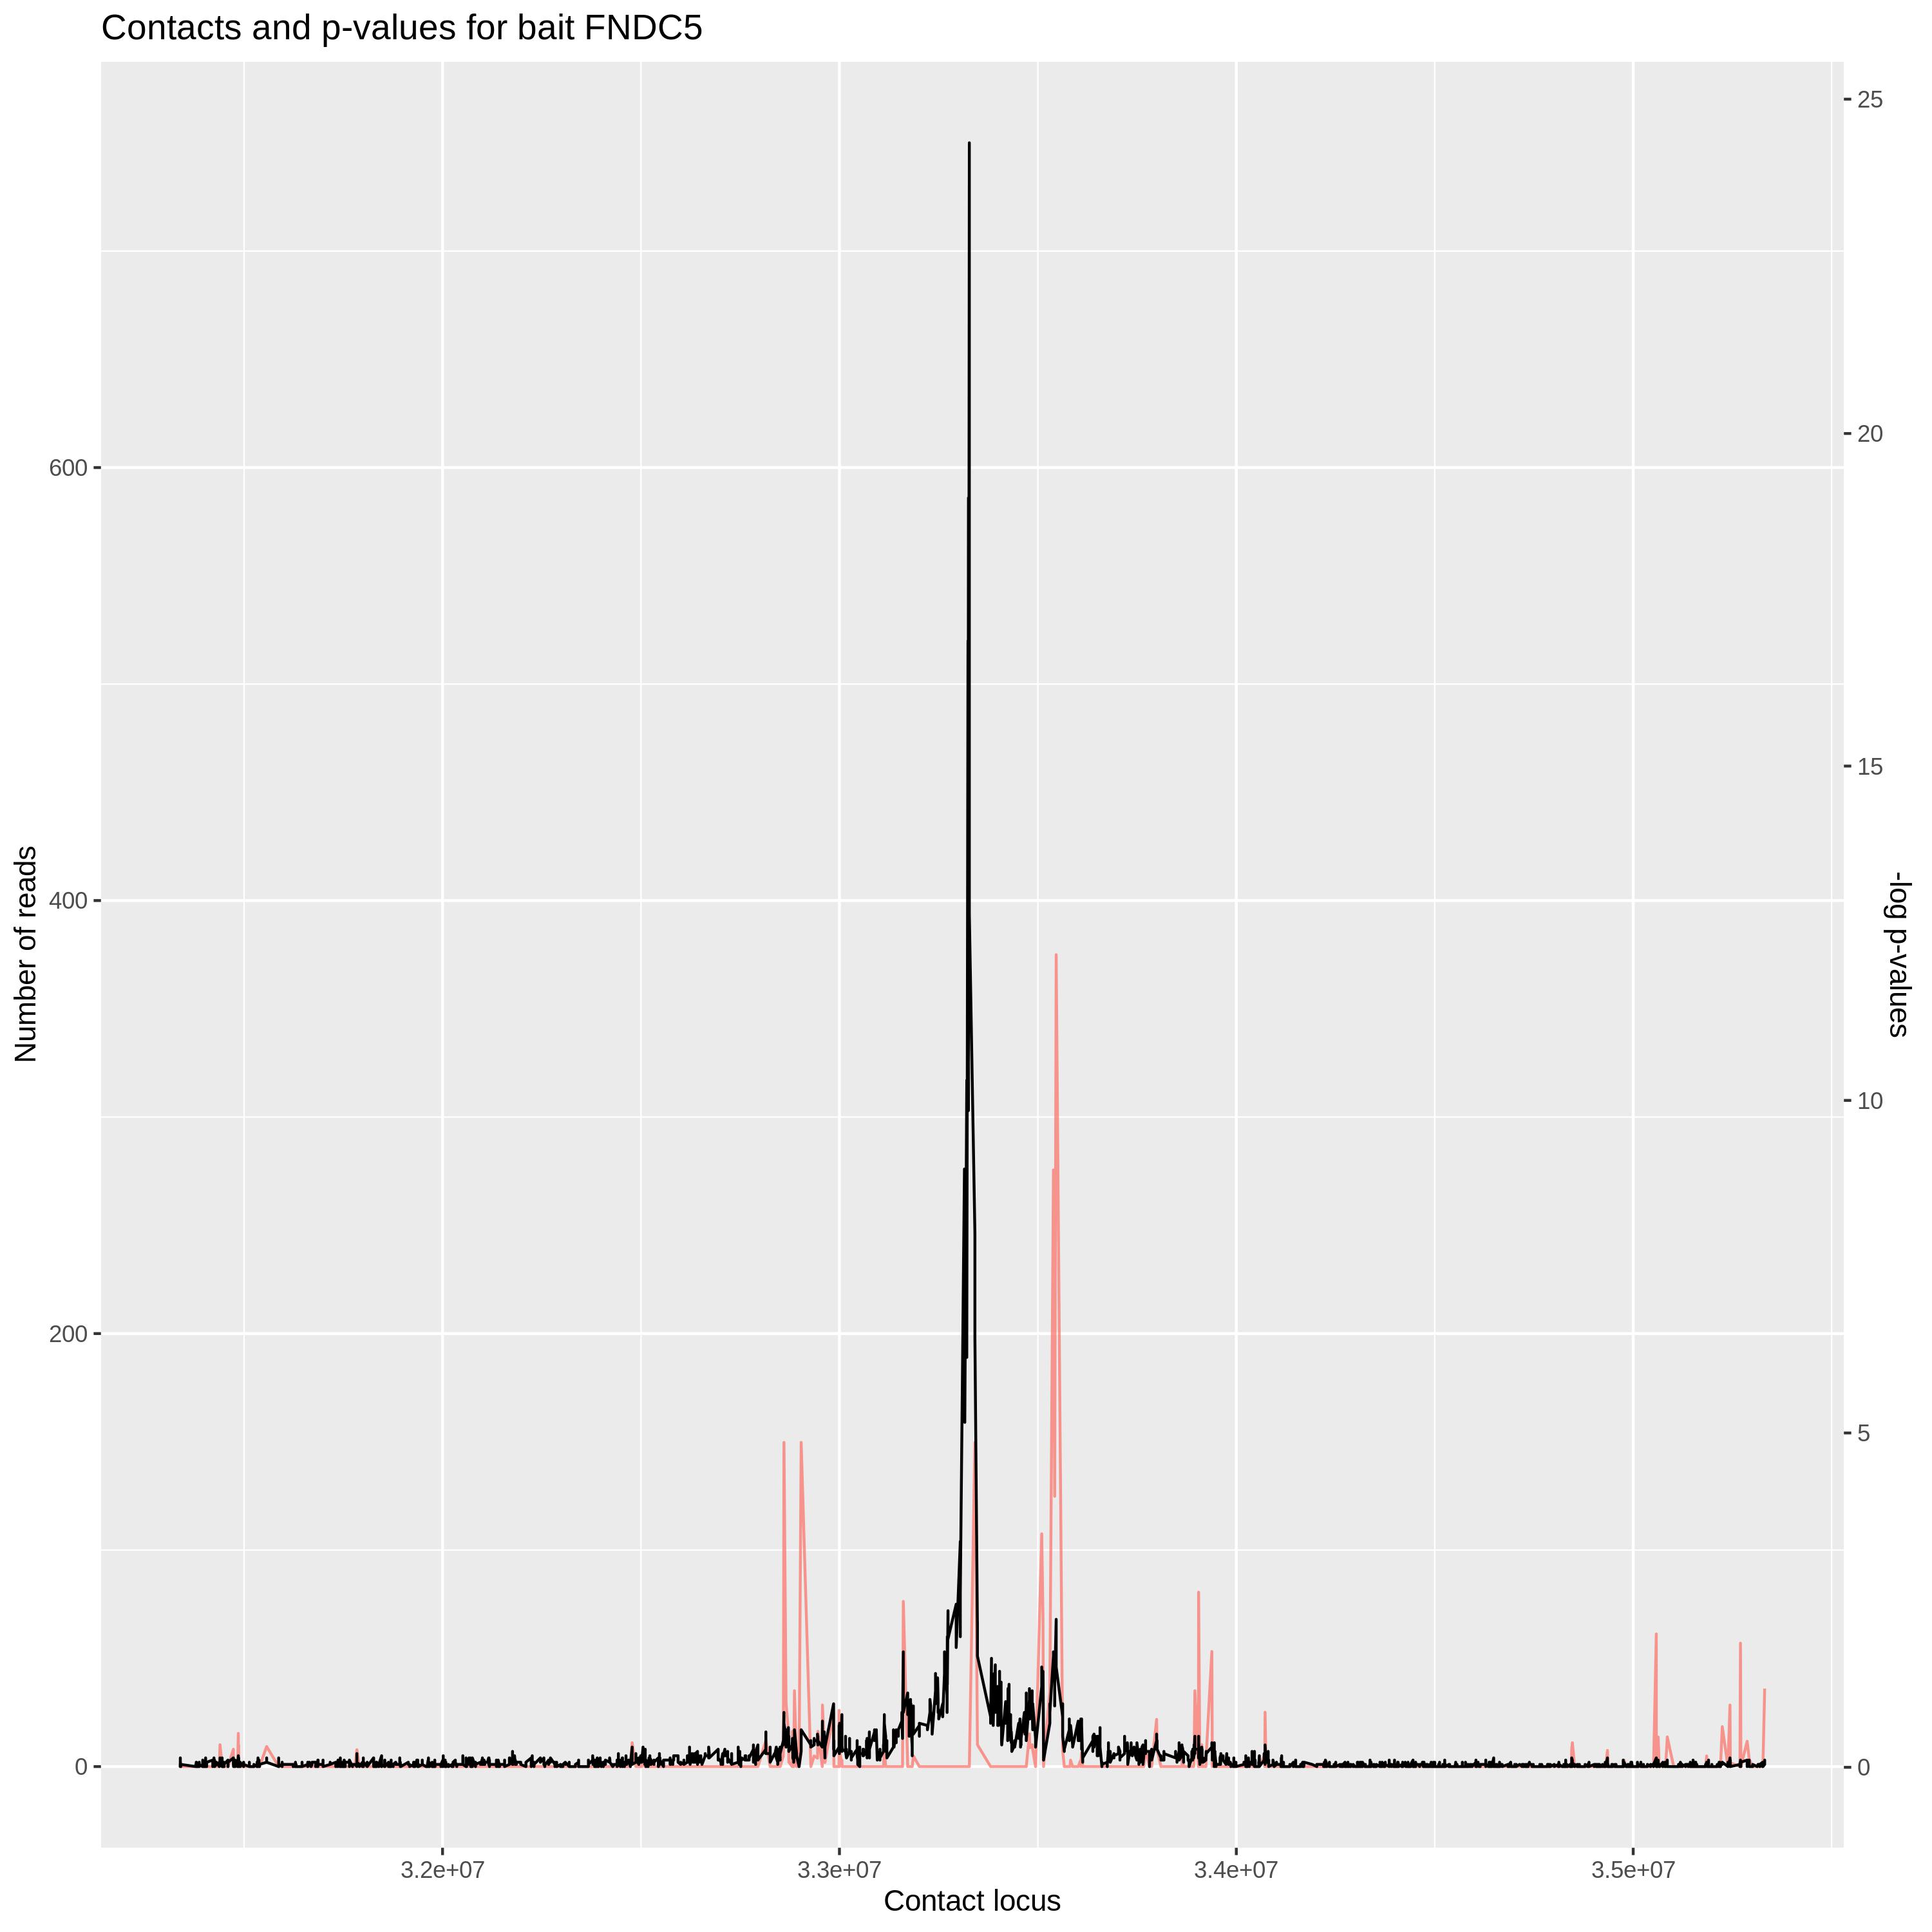 Contacts and p-values for bait FNDC5
25
20
15
10
5
0
-log p-values
600
400
200
0
Number of reads
3.2e+07
3.3e+07
3.4e+07
3.5e+07
Contact locus